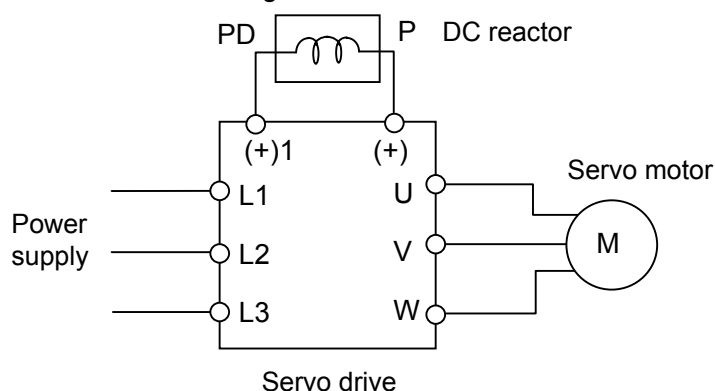 PD P DC reactor
(+)1 (+)
Servo motor
L1 U
Power
supply
L2 V M
L3 W
Servo drive